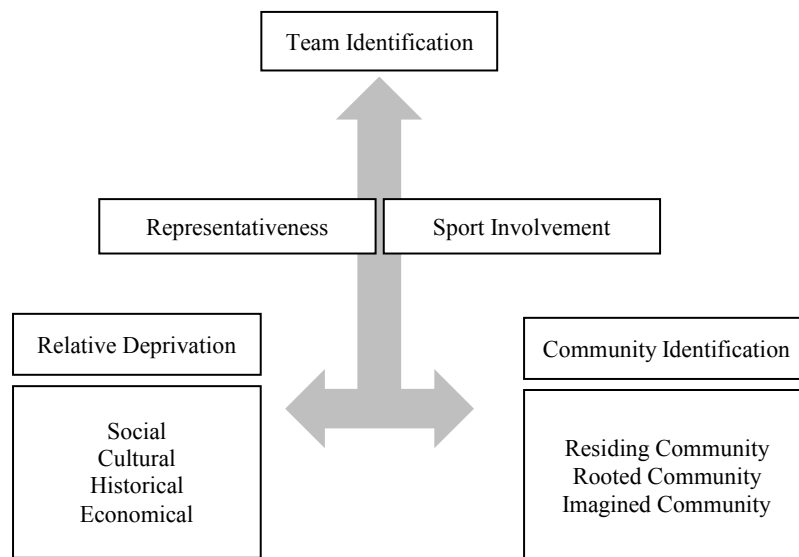 Team Identification
Representativeness
Sport Involvement
Relative Deprivation
Community Identification
Social
Cultural
Historical
Economical
Residing Community
Rooted Community
Imagined Community